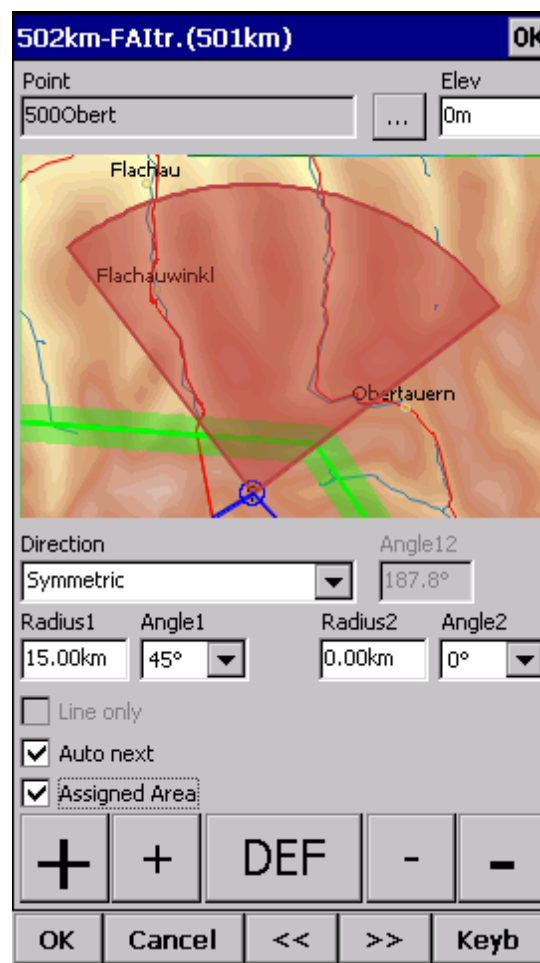 502km-FAItr.(501km) OK
Point Elev
500Obert ... 0m
Flachau
Flachauwinkl
Obertauern
Direction Angle12
Symmetric 187.8°
Radius1 Angle1 Radius2 Angle2
15.00km 45° 0.00km 0°
Line only
Auto next
Assigned Area
+ + DEF - -
OK Cancel << >> Keyb